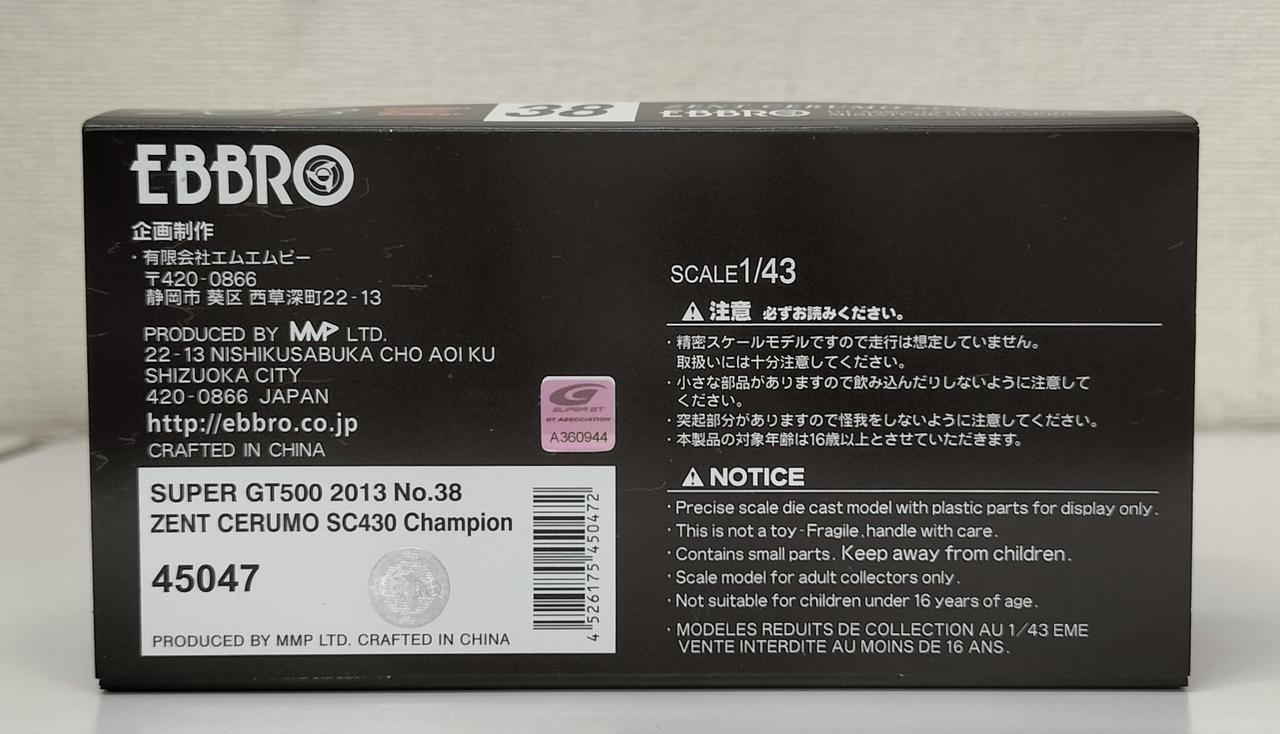 38
EBBRO
EBBRO
企画制作
・有限会社エムエムピー
〒420-0866
静岡市 葵区 西草深町22-13
PRODUCED BY MMP LTD.
22-13 NISHIKUSABUKA CHO AOI KU
SHIZUOKA CITY
420-0866 JAPAN
http://ebbro.co.jp
CRAFTED IN CHINA
SUPER GT
GT ASSOCIATION
A360944
SUPER GT500 2013 No.38
ZENT CERUMO SC430 Champion
45047
EBBRO
PRODUCED BY MMP LTD. CRAFTED IN CHINA
4 526175 450472
SCALE1/43
注意 必ずお読みください。
・精密スケールモデルですので走行は想定していません。
取扱いには十分注意してください。
・小さな部品がありますので飲み込んだりしないように注意して
ください。
・突起部分がありますので怪我をしないように注意してください。
・本製品の対象年齢は16歳以上とさせていただきます。
NOTICE
・Precise scale die cast model with plastic parts for display only.
・This is not a toy-Fragile, handle with care.
・Contains small parts. Keep away from children.
・Scale model for adult collectors only.
・Not suitable for children under 16 years of age.
・MODELES REDUITS DE COLLECTION AU 1/43 EME
VENTE INTERDITE AU MOINS DE 16 ANS.